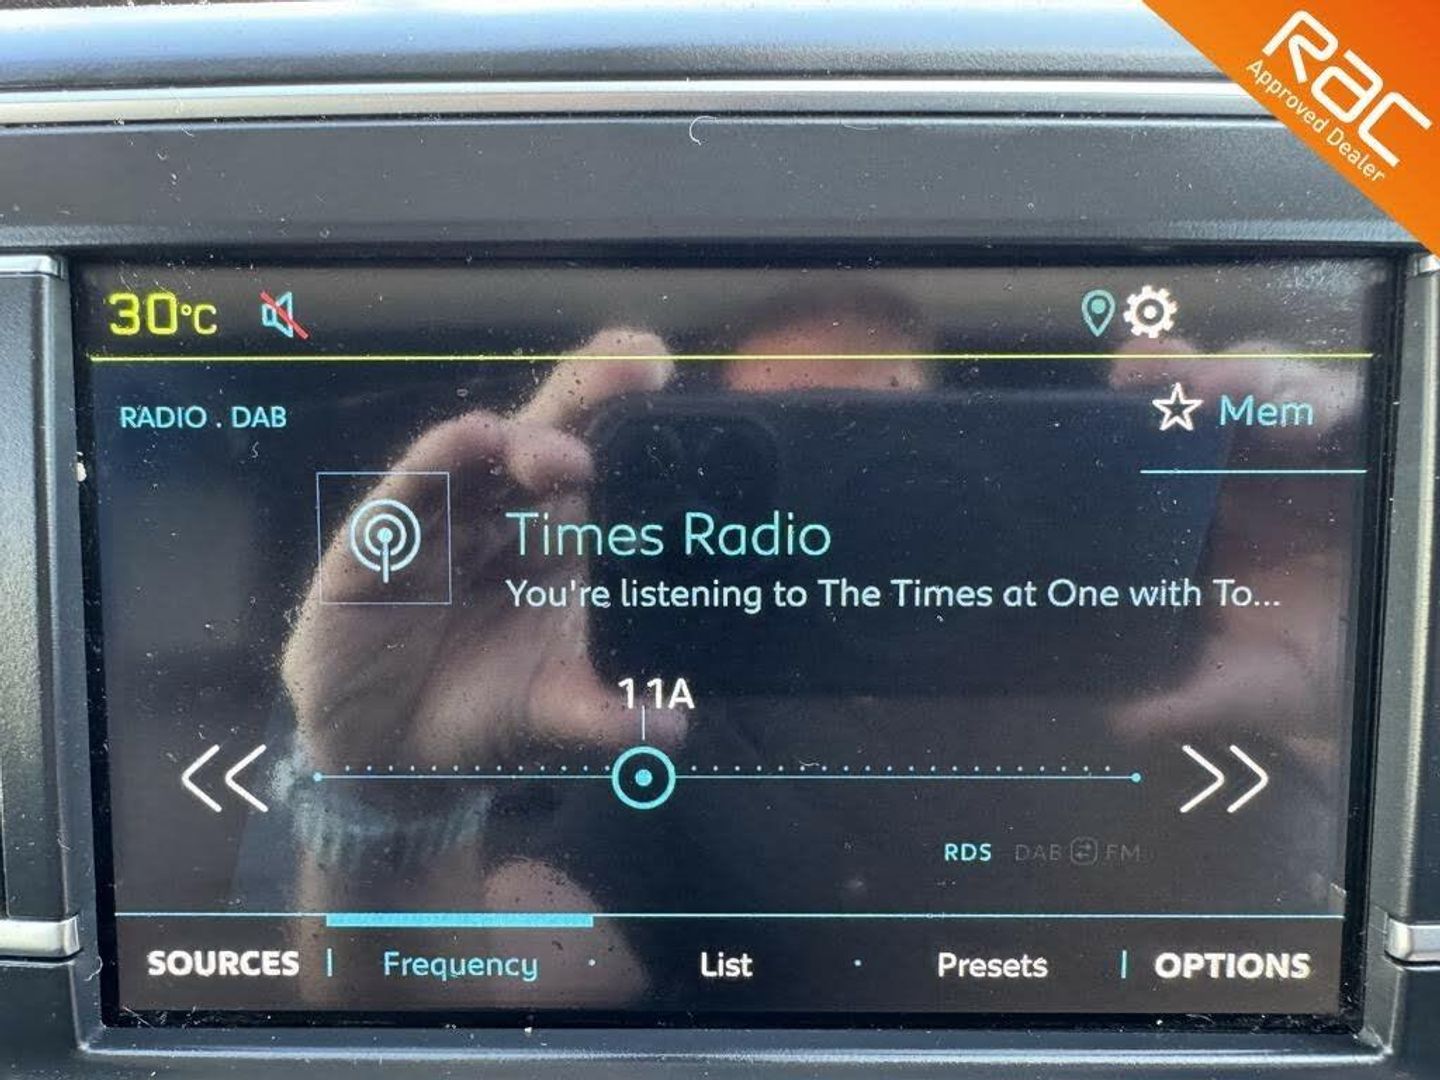 rac
Approved Dealer
30°C
RADIO . DAB
Mem
Times Radio
You're listening to The Times at One with To...
11A
RDS DAB FM
SOURCES Frequency List Presets OPTIONS